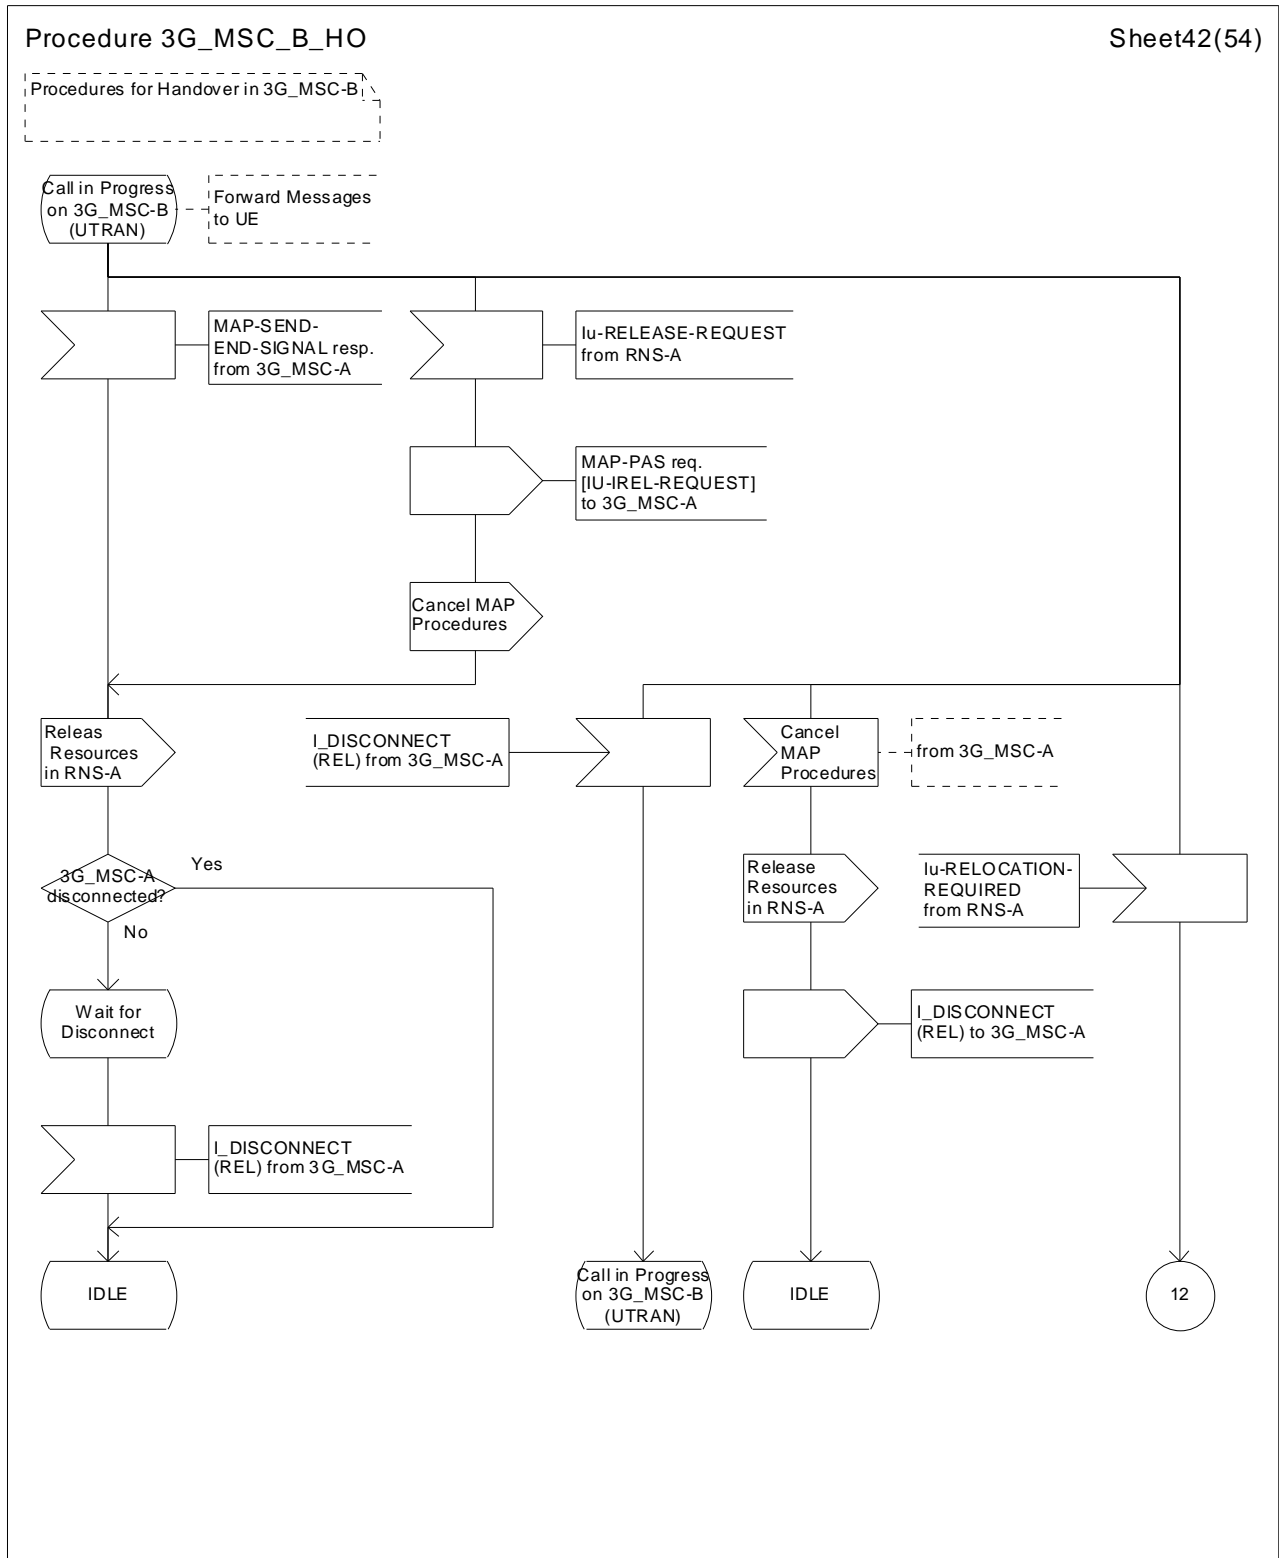 Procedure 3G_MSC_B_HO
Sheet42(54)
Procedures for Handover in 3G_MSC-B
Call in Progress
on 3G_MSC-B
(UTRAN)
Forward Messages
to UE
MAP-SEND-
END-SIGNAL resp.
from 3G_MSC-A
Iu-RELEASE-REQUEST
from RNS-A
MAP-PAS req.
[IU-IREL-REQUEST]
to 3G_MSC-A
Cancel MAP
Procedures
Releas
Resources
in RNS-A
I_DISCONNECT
(REL) from 3G_MSC-A
Cancel
MAP
Procedures
from 3G_MSC-A
3G_MSC-A
disconnected?
Yes
No
Release
Resources
in RNS-A
Iu-RELOCATION-
REQUIRED
from RNS-A
Wait for
Disconnect
I_DISCONNECT
(REL) to 3G_MSC-A
I_DISCONNECT
(REL) from 3G_MSC-A
IDLE
Call in Progress
on 3G_MSC-B
(UTRAN)
IDLE
12